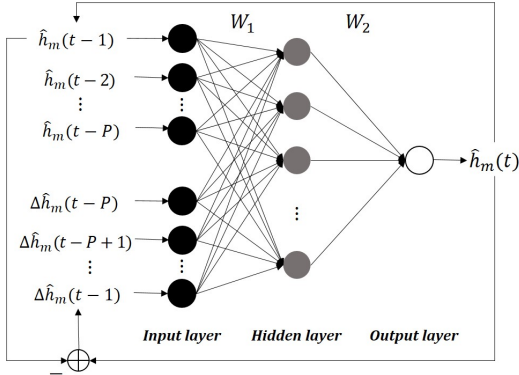 W₁ W₂
ĥₘ(t − 1)
ĥₘ(t − 2)
⋮ ⋮
ĥₘ(t − P)
ĥₘ(t)
Δĥₘ(t − P)
⋮
Δĥₘ(t − P + 1)
⋮ ⋮
Δĥₘ(t − 1)
Input layer Hidden layer Output layer
−